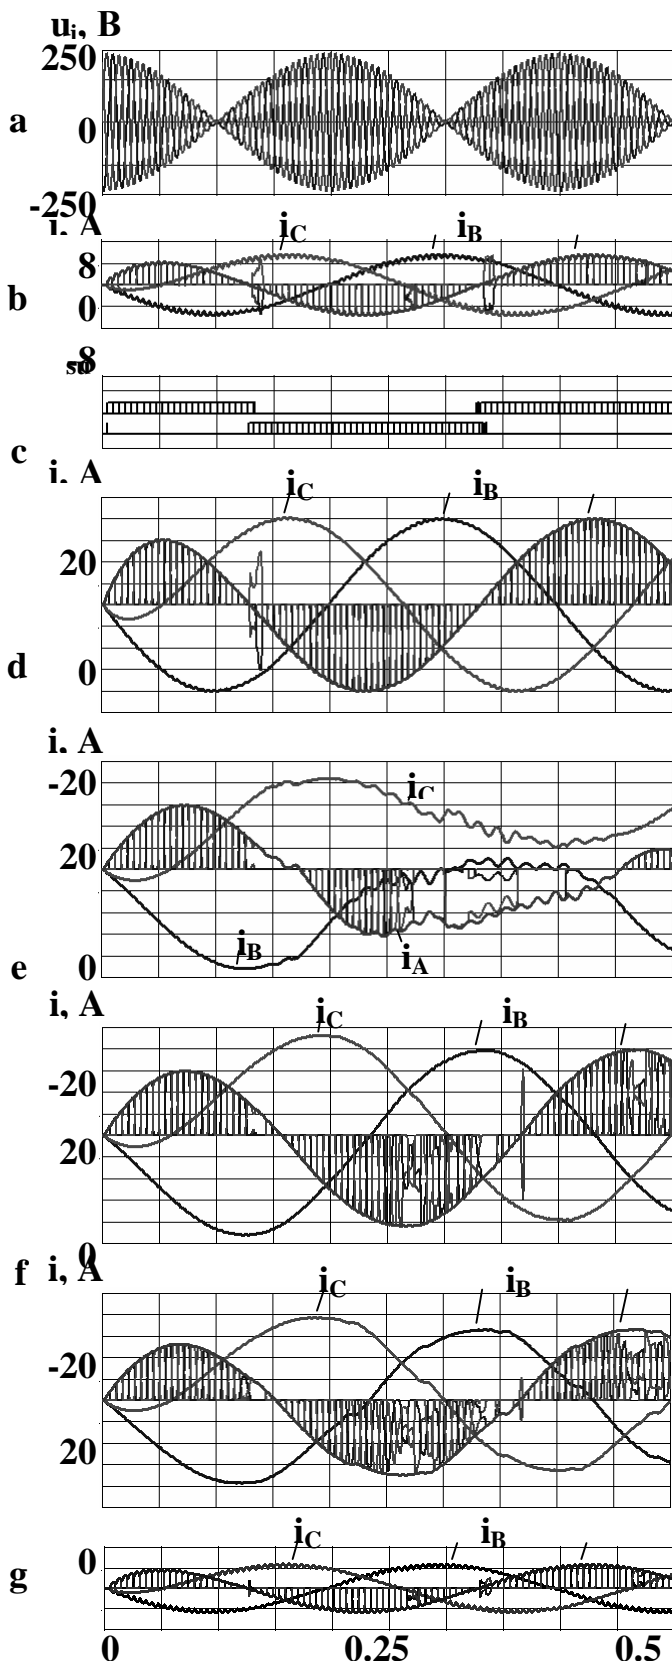 uᵢ, B
250
a
0
-250
i, A
i_C i_B
8
b
0
-8
su
c
i, A
i_C i_B
20
d
0
i, A
-20
i_C
20
i_B
i_A
e
0
i, A
i_C i_B
-20
20
0
f
i, A
i_C i_B
-20
20
i_C i_B
0
g
0 0.25 0.5